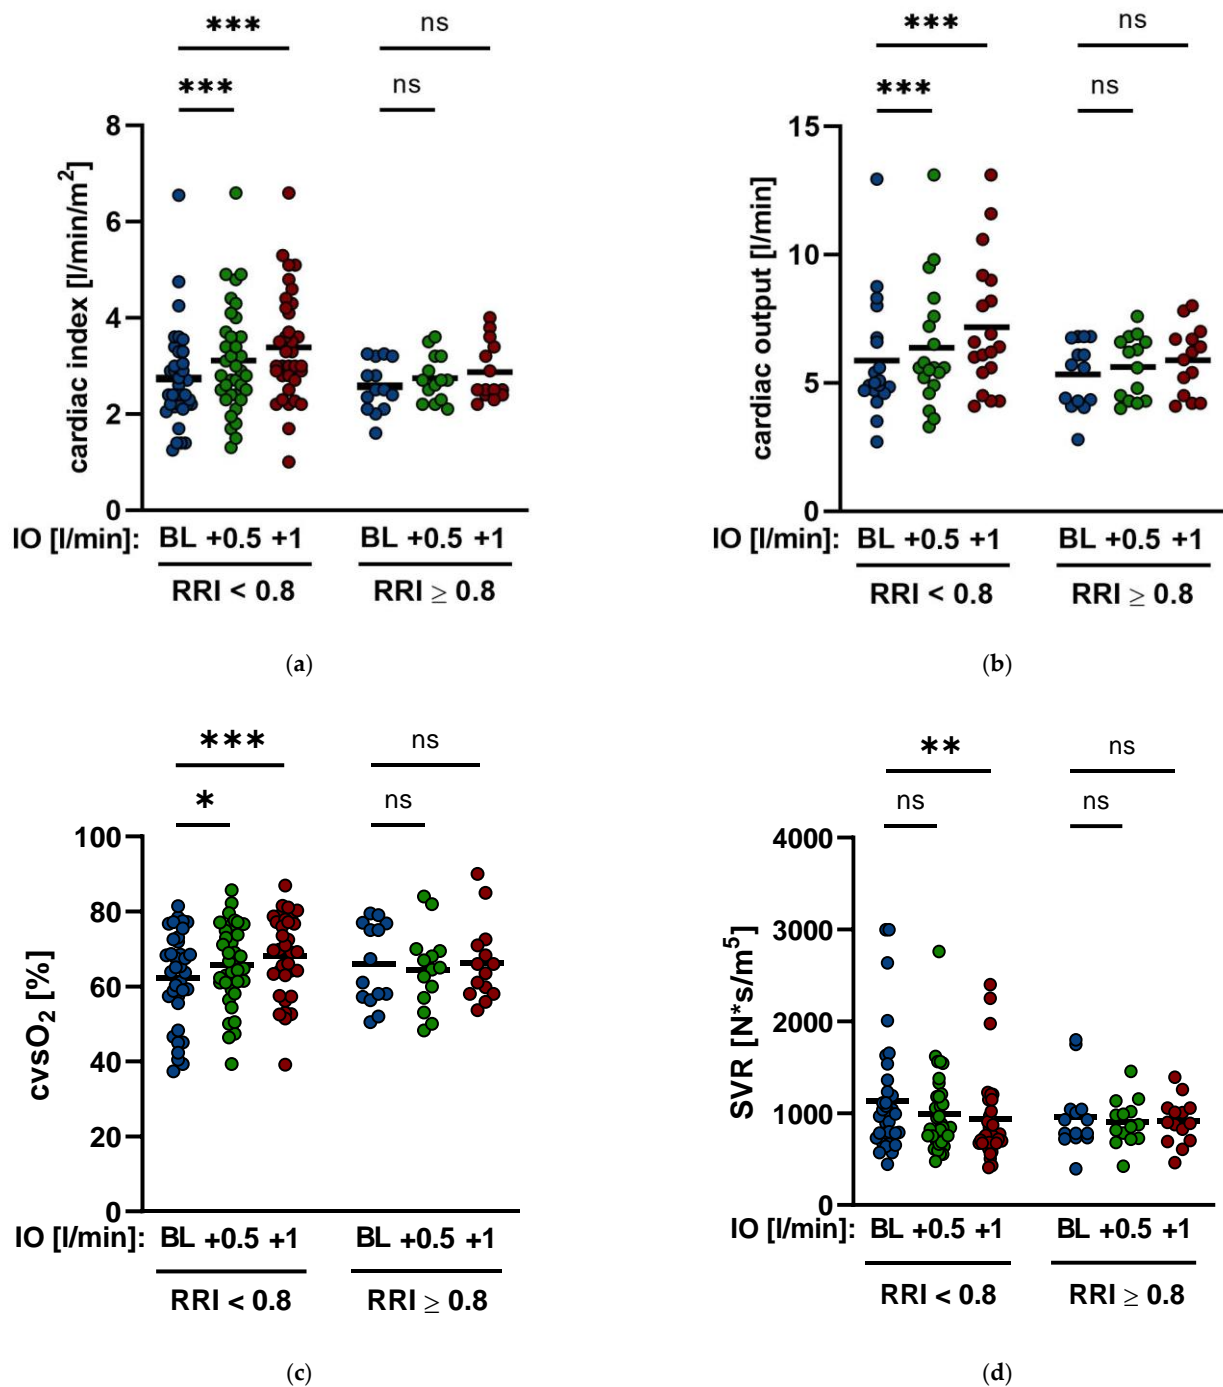 *** ns
*** ns
8
6
4
2
0
cardiac index [l/min/m²]
IO [l/min]: BL +0.5 +1 BL +0.5 +1
RRI < 0.8 RRI ≥ 0.8
(a)
*** ns
*** ns
15
10
5
0
cardiac output [l/min]
IO [l/min]: BL +0.5 +1 BL +0.5 +1
RRI < 0.8 RRI ≥ 0.8
(b)
*** ns
* ns
100
80
60
40
20
0
cvsO₂ [%]
IO [l/min]: BL +0.5 +1 BL +0.5 +1
RRI < 0.8 RRI ≥ 0.8
(c)
** ns
ns ns
4000
3000
2000
1000
0
SVR [N*s/m⁵]
IO [l/min]: BL +0.5 +1 BL +0.5 +1
RRI < 0.8 RRI ≥ 0.8
(d)